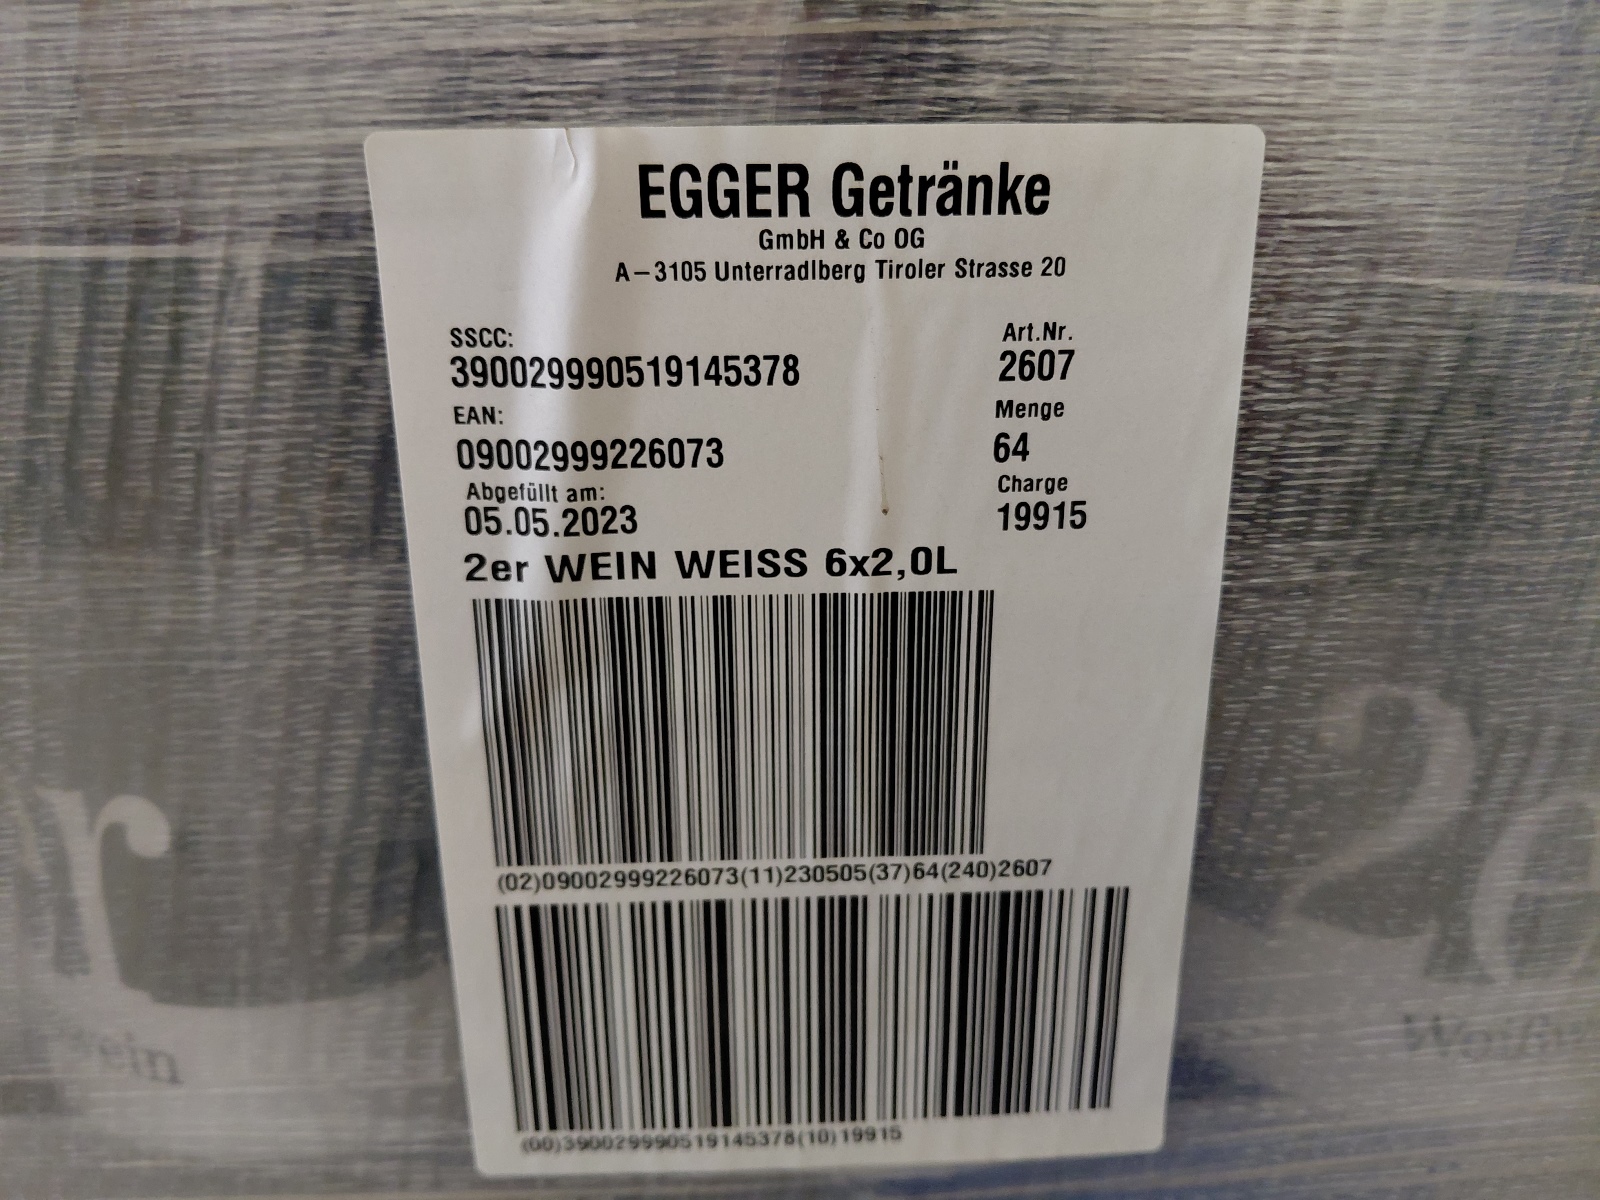 EGGER Getränke
GmbH & Co OG
A-3105 Unterradlberg Tiroler Strasse 20
SSCC:
390029990519145378
Art.Nr.
2607
EAN:
09002999226073
Menge
64
Abgefüllt am:
05.05.2023
Charge
19915
2er WEIN WEISS 6x2,0L
(02)09002999226073(11)230505(37)64(240)2607
(00)390029990519145378(10)19915